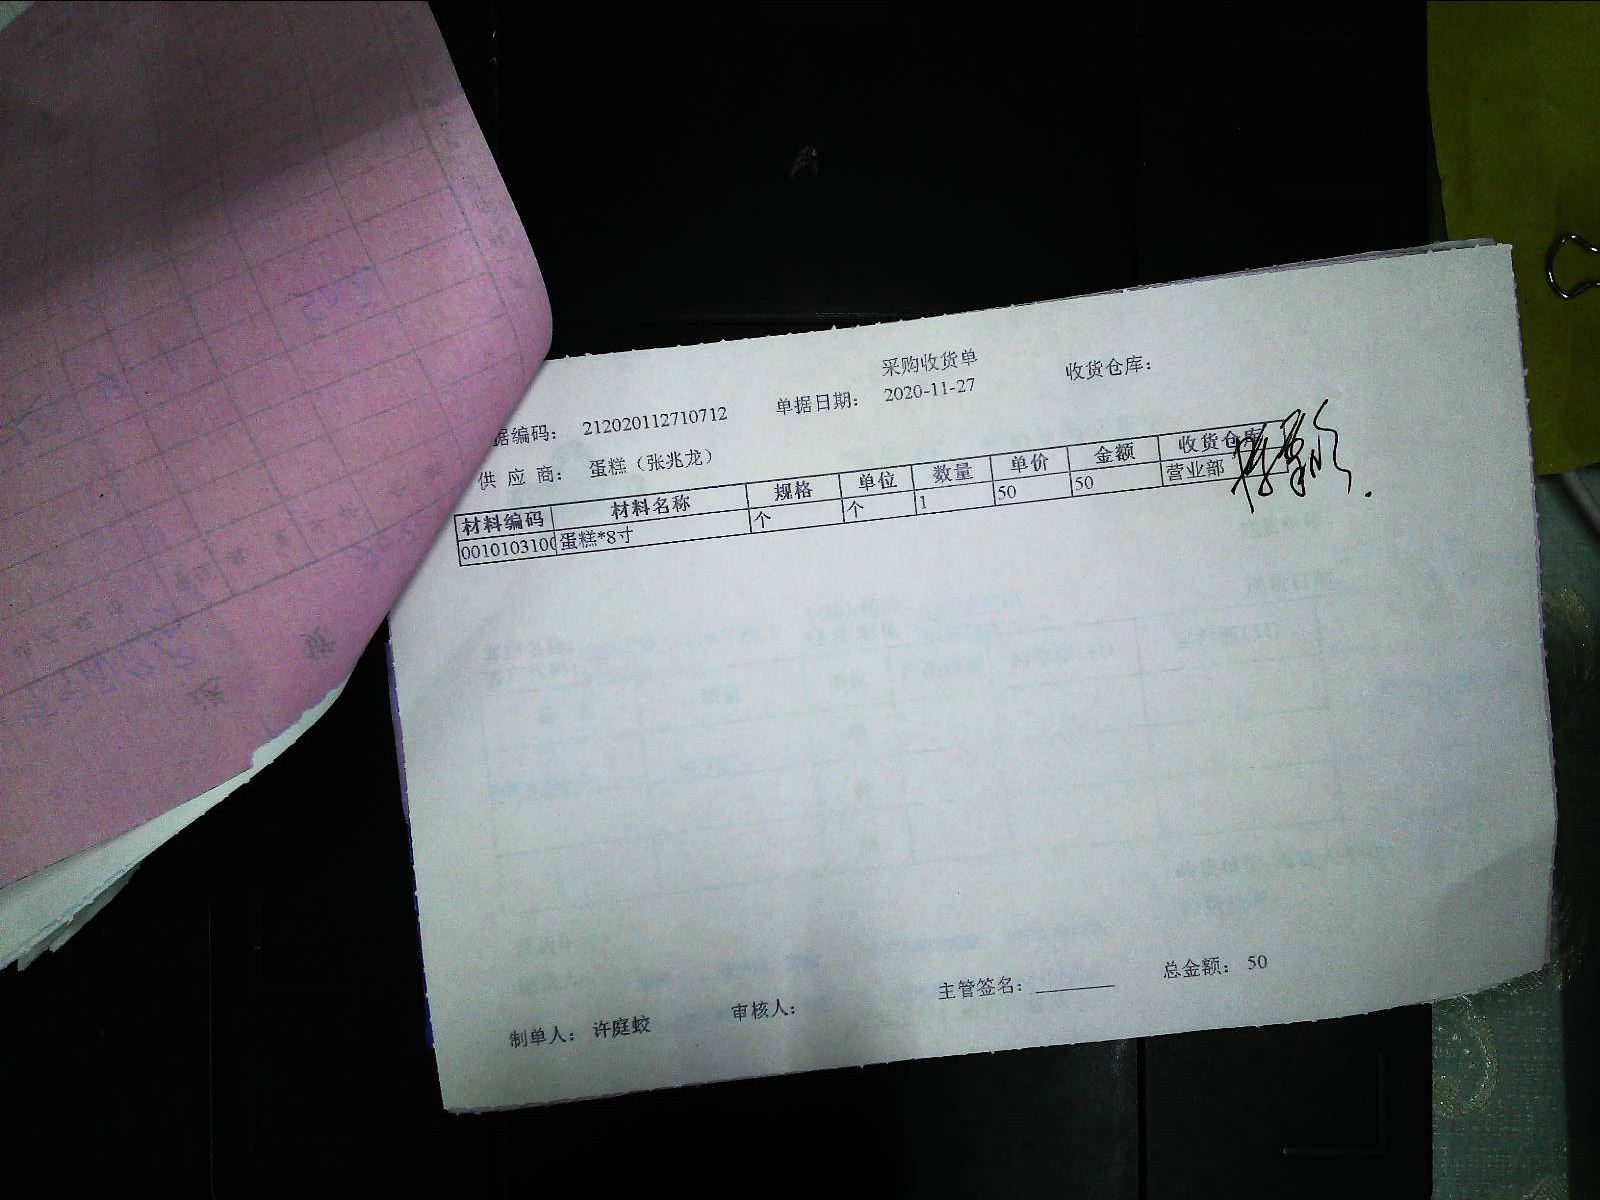 采购收货单
据编码： 212020112710712 单据日期： 2020-11-27 收货仓库：
供 应 商： 蛋糕（张兆龙）
材料编码 材料名称 规格 单位 数量 单价 金额 收货仓库
0010103100 蛋糕*8寸 个 个 1 50 50 营业部
制单人： 许庭蛟 审核人： 主管签名： 总金额： 50